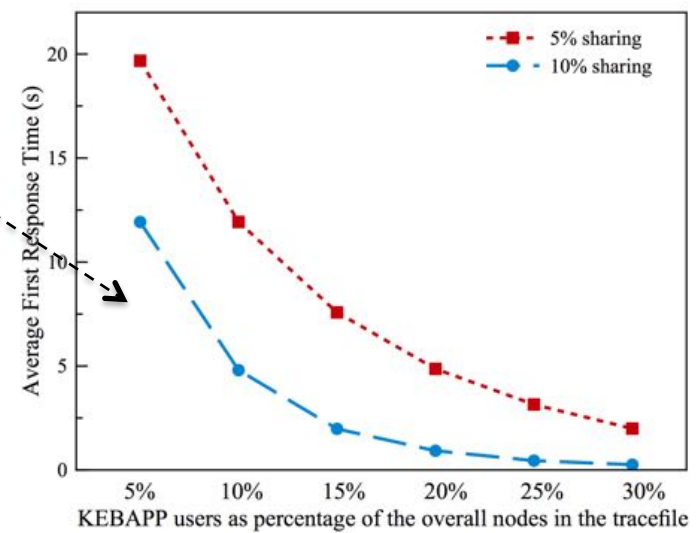 5% sharing
10% sharing
Average First Response Time (s)
20
15
10
5
0
5% 10% 15% 20% 25% 30%
KEBAPP users as percentage of the overall nodes in the tracefile